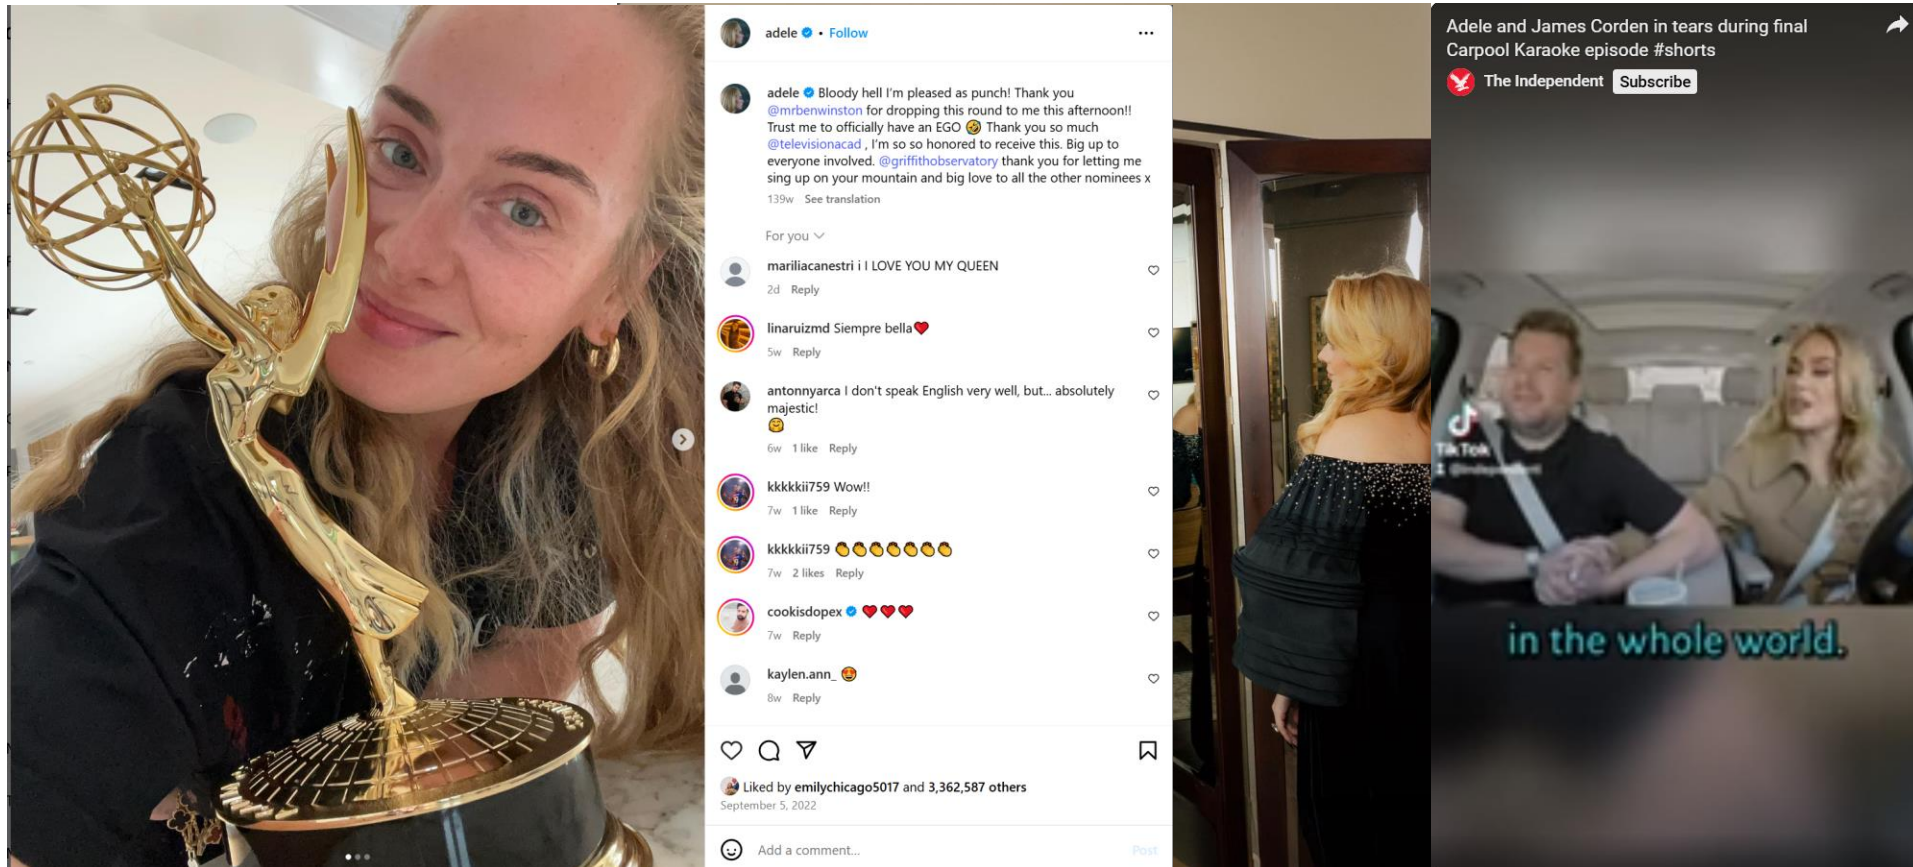 adele • Follow
adele Bloody hell I'm pleased as punch! Thank you
@mrbenwinston for dropping this round to me this afternoon!!
Trust me to officially have an EGO 🤣 Thank you so much
@televisionacad , I'm so so honored to receive this. Big up to
everyone involved. @griffithobservatory thank you for letting me
sing up on your mountain and big love to all the other nominees x
139w See translation
For you
mariliacanestri i I LOVE YOU MY QUEEN
2d Reply
linaruizmd Siempre bella❤️
5w Reply
antonnyarca I don't speak English very well, but... absolutely
majestic!
🤗
6w 1 like Reply
kkkkkii759 Wow!!
7w 1 like Reply
kkkkkii759 👏👏👏👏👏👏👏
7w 2 likes Reply
cookisdopex ❤️❤️❤️
7w Reply
kaylen.ann_ 🤩
8w Reply
Liked by emilychicago5017 and 3,362,587 others
September 5, 2022
Add a comment...
Post
Adele and James Corden in tears during final
Carpool Karaoke episode #shorts
The Independent Subscribe
TikTok
in the whole world.